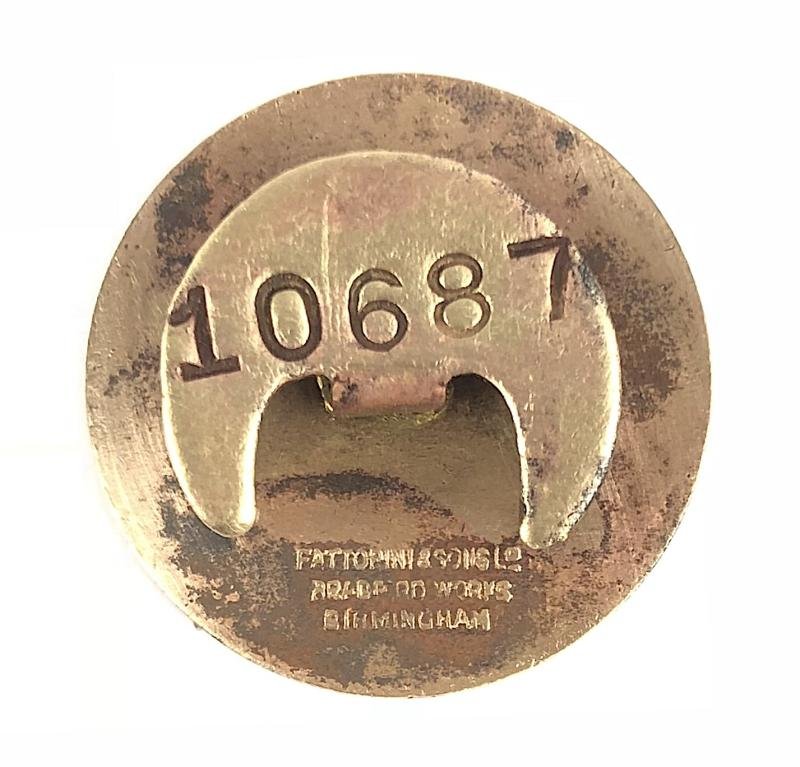 10687
FATTORINI & SONS LD
BRADFORD WORKS
BIRMINGHAM